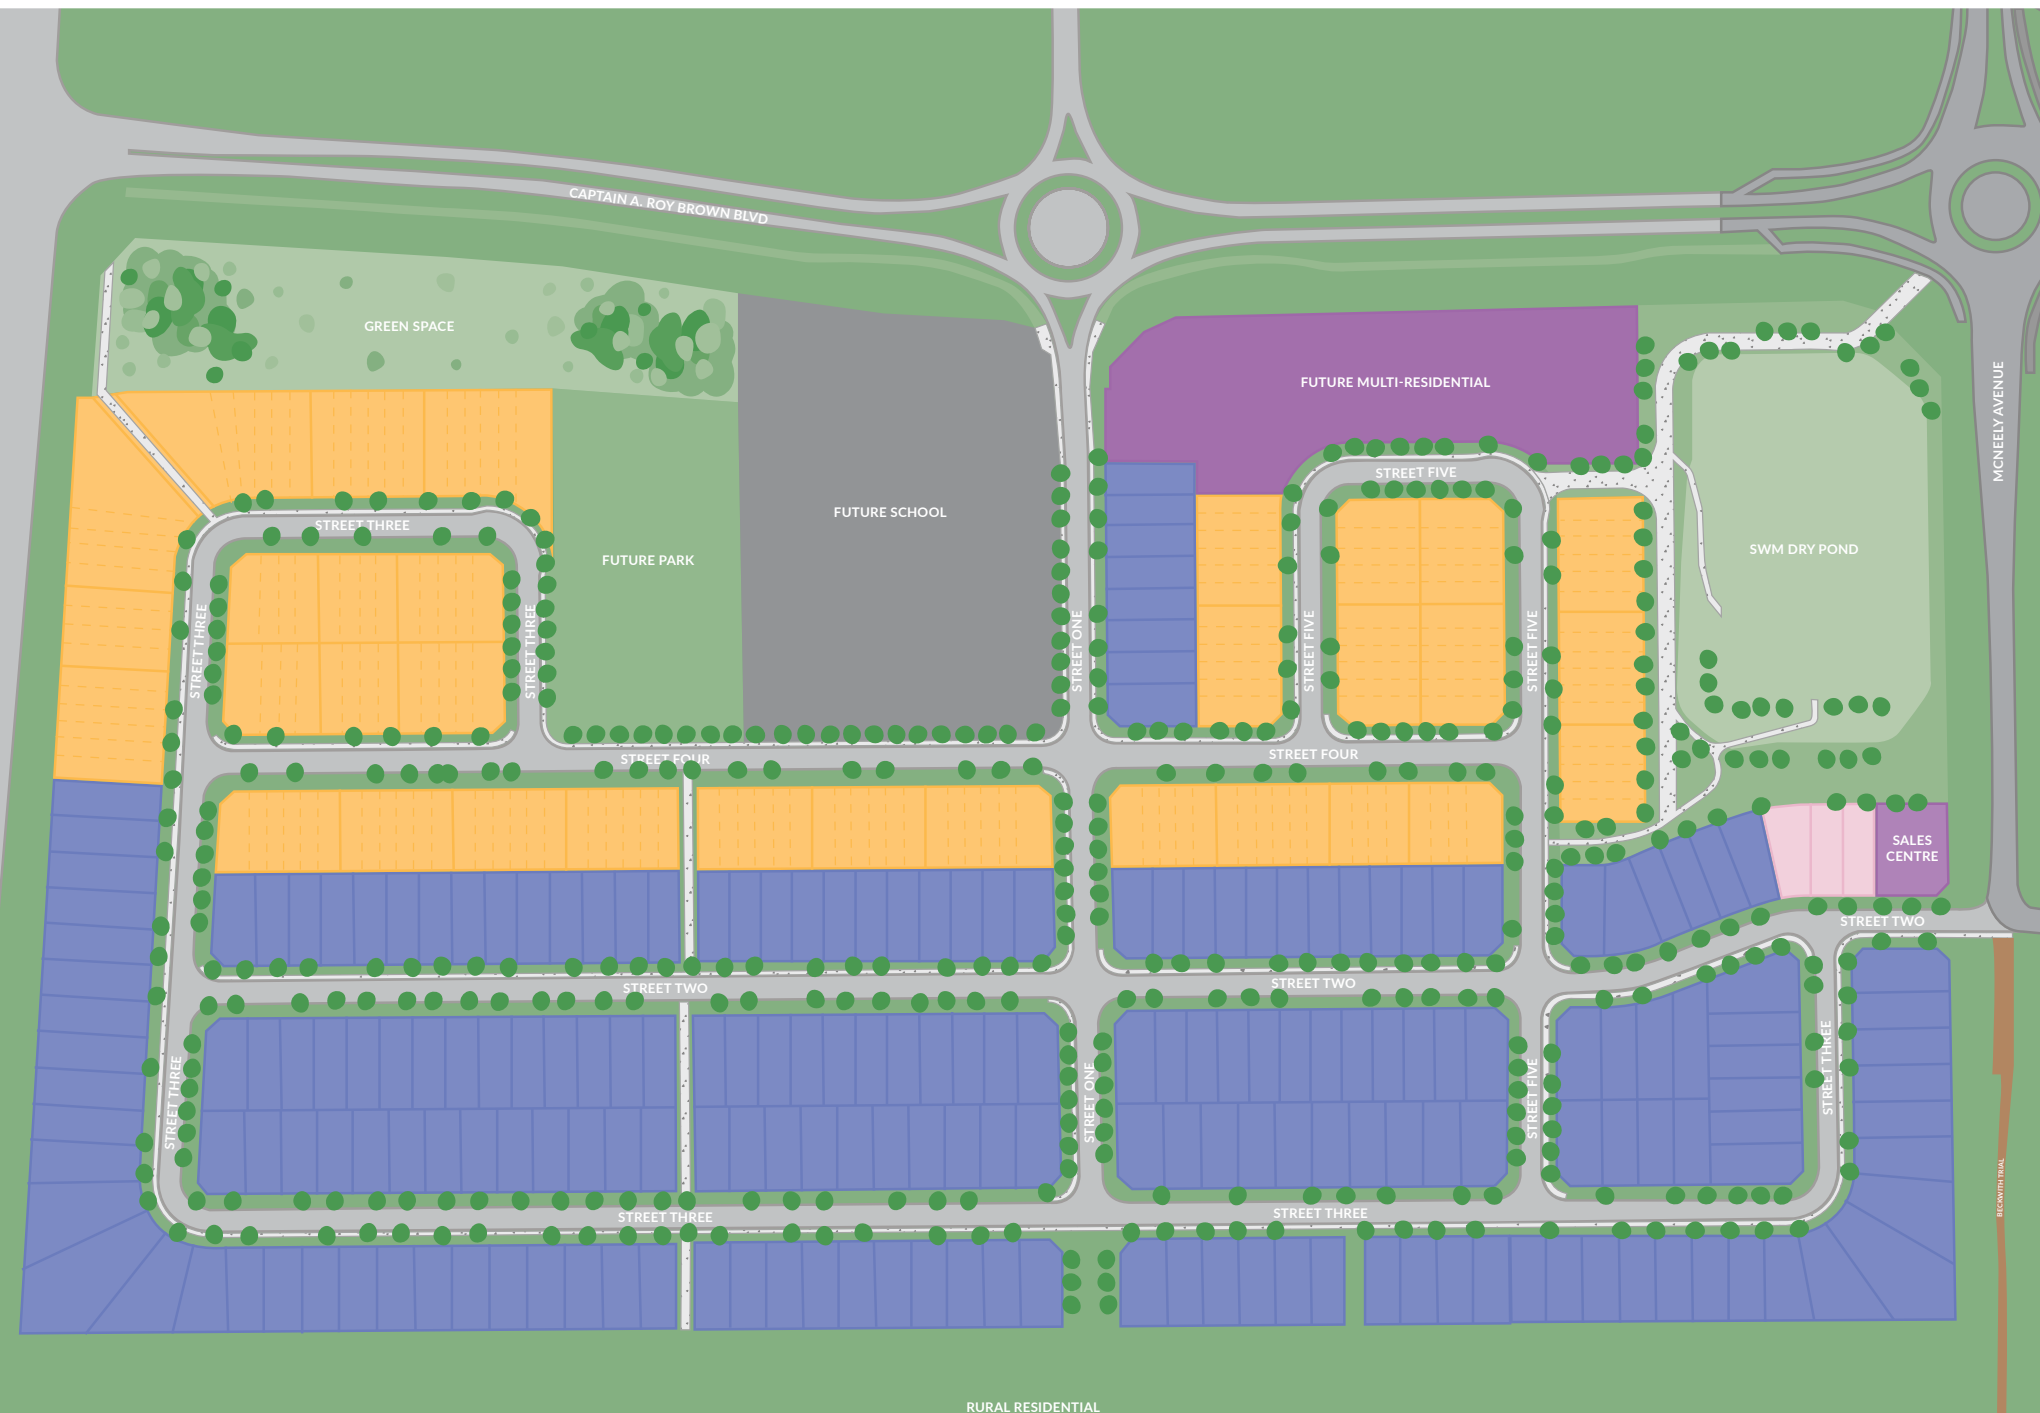 CAPTAIN A. ROY BROWN BLVD
GREEN SPACE
FUTURE MULTI-RESIDENTIAL
MCNEELY AVENUE
STREET FIVE
FUTURE SCHOOL
STREET THREE
SWM DRY POND
FUTURE PARK
STREET THREE
STREET THREE
STREET ONE
STREET FIVE
STREET FIVE
STREET FOUR
STREET FOUR
SALES
CENTRE
STREET TWO
STREET TWO
STREET TWO
STREET THREE
STREET ONE
STREET FIVE
STREET THREE
BECKWITH TRIAL
STREET THREE
STREET THREE
RURAL RESIDENTIAL